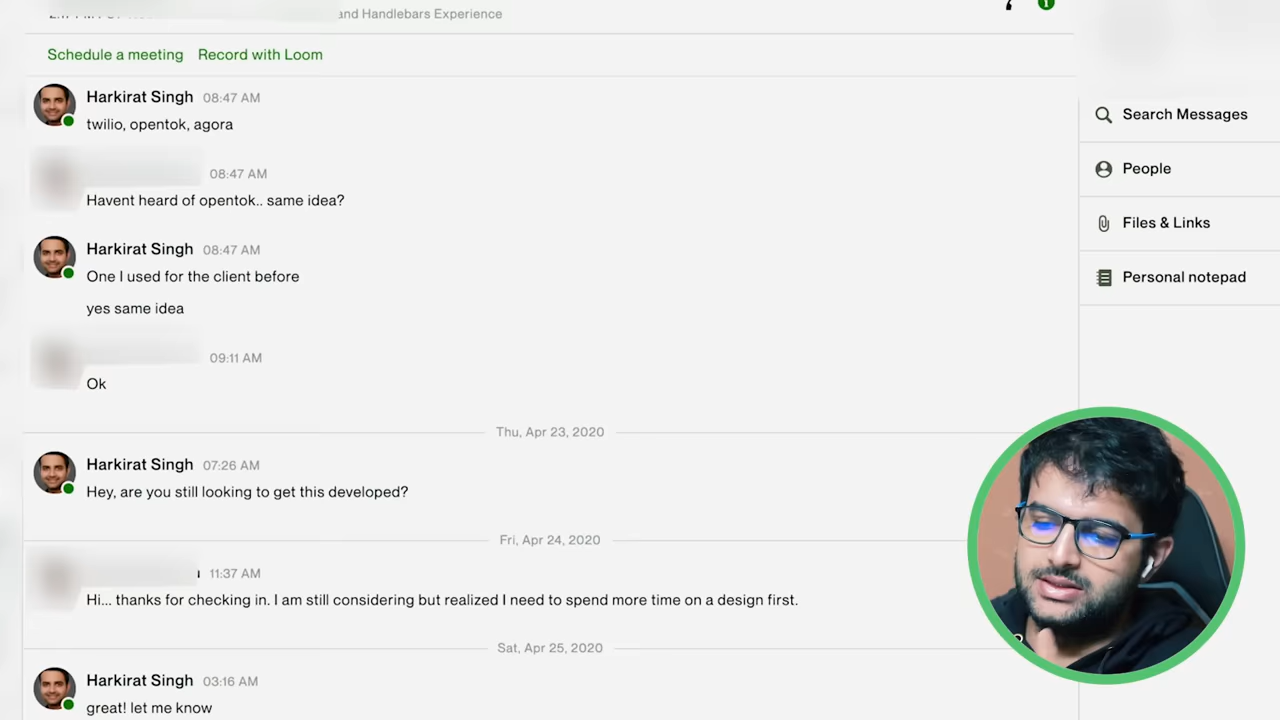 and Handlebars Experience
Schedule a meeting Record with Loom
Harkirat Singh 08:47 AM
twilio, opentok, agora
08:47 AM
Havent heard of opentok.. same idea?
Harkirat Singh 08:47 AM
One I used for the client before
yes same idea
09:11 AM
Ok
Thu, Apr 23, 2020
Harkirat Singh 07:26 AM
Hey, are you still looking to get this developed?
Fri, Apr 24, 2020
11:37 AM
Hi... thanks for checking in. I am still considering but realized I need to spend more time on a design first.
Sat, Apr 25, 2020
Harkirat Singh 03:16 AM
great! let me know
Search Messages
People
Files & Links
Personal notepad